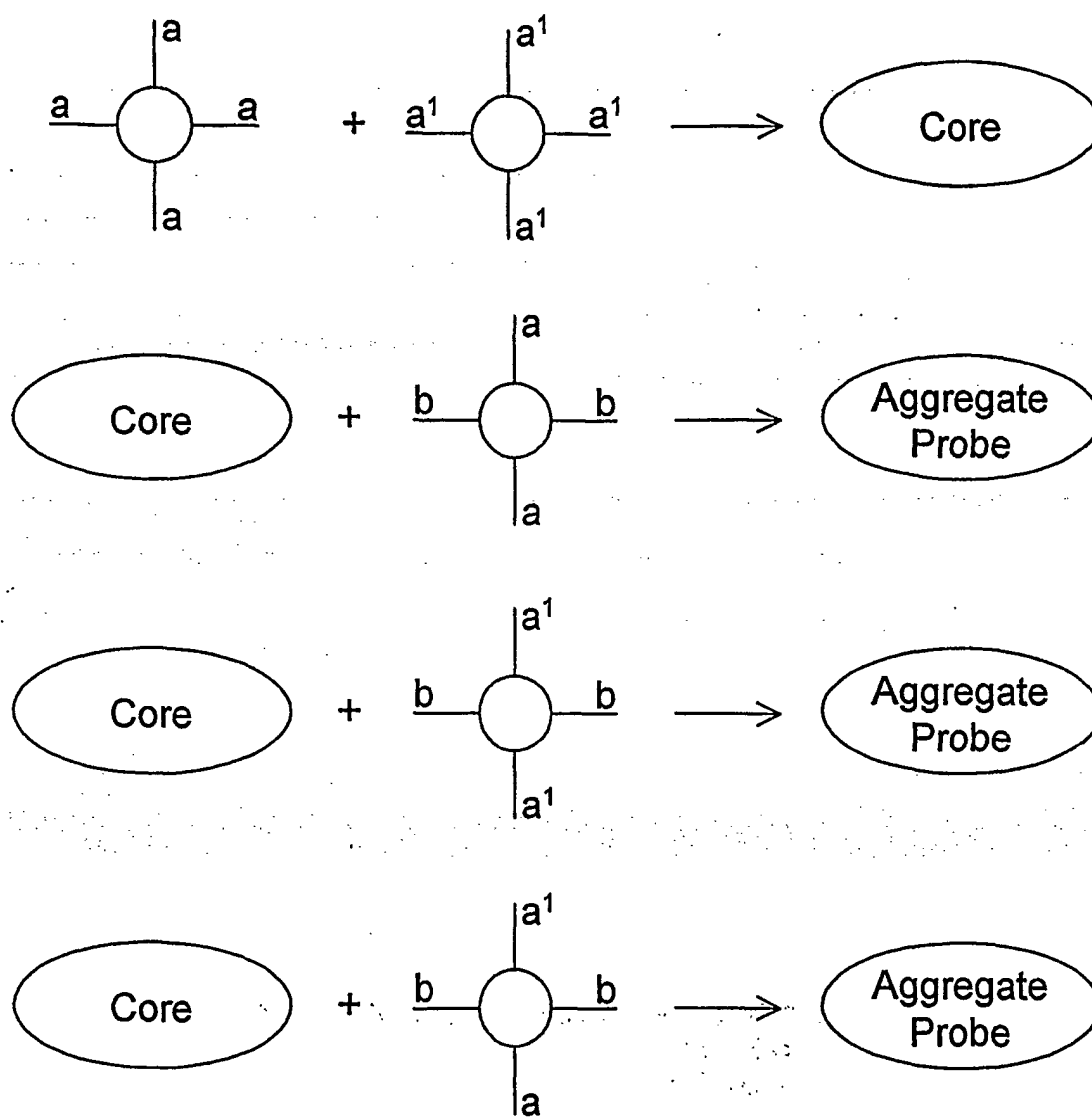 a a¹
a a + a¹ a¹ Core
a a¹
a
Core + b b Aggregate
Probe
a
a¹
Core + b b Aggregate
Probe
a¹
a¹
Core + b b Aggregate
Probe
a